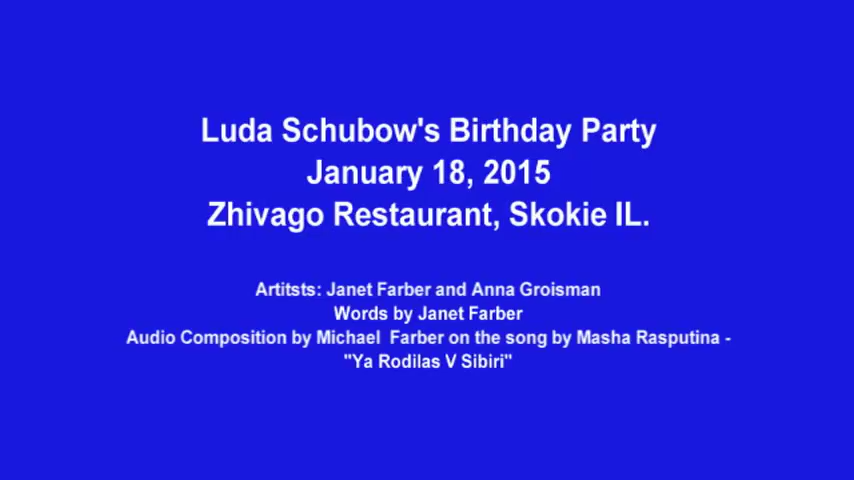 Luda Schubow's Birthday Party
January 18, 2015
Zhivago Restaurant, Skokie IL.
Artitsts: Janet Farber and Anna Groisman
Words by Janet Farber
Audio Composition by Michael  Farber on the song by Masha Rasputina -
"Ya Rodilas V Sibiri"